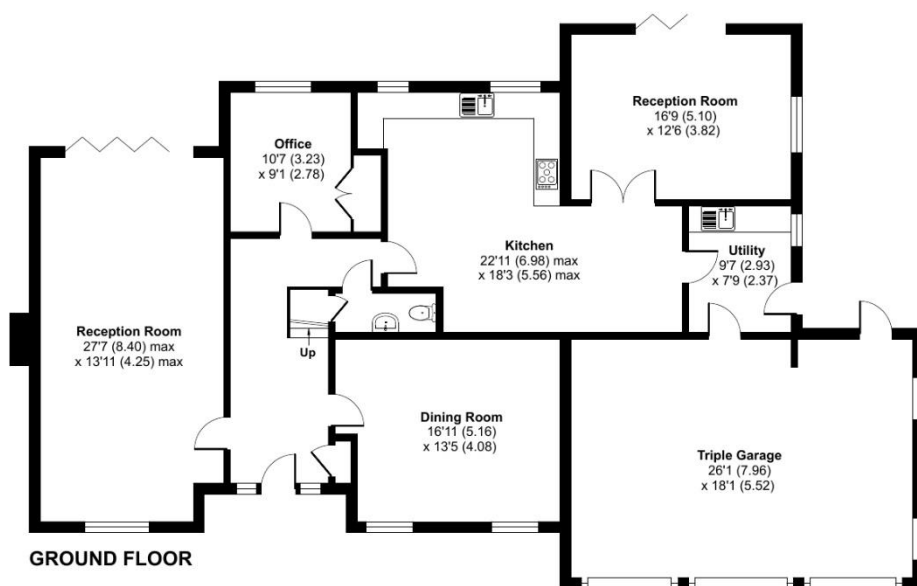 Reception Room
16'9 (5.10)
x 12'6 (3.82)
Office
10'7 (3.23)
x 9'1 (2.78)
Kitchen
22'11 (6.98) max
x 18'3 (5.56) max
Utility
9'7 (2.93)
x 7'9 (2.37)
Reception Room
27'7 (8.40) max
x 13'11 (4.25) max
Up
Dining Room
16'11 (5.16)
x 13'5 (4.08)
Triple Garage
26'1 (7.96)
x 18'1 (5.52)
GROUND FLOOR